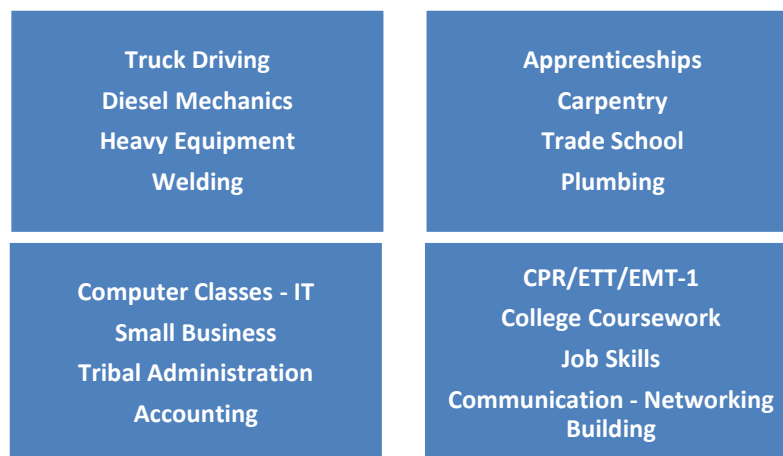 Truck Driving
Diesel Mechanics
Heavy Equipment
Welding
Apprenticeships
Carpentry
Trade School
Plumbing
Computer Classes - IT
Small Business
Tribal Administration
Accounting
CPR/ETT/EMT-1
College Coursework
Job Skills
Communication - Networking
Building